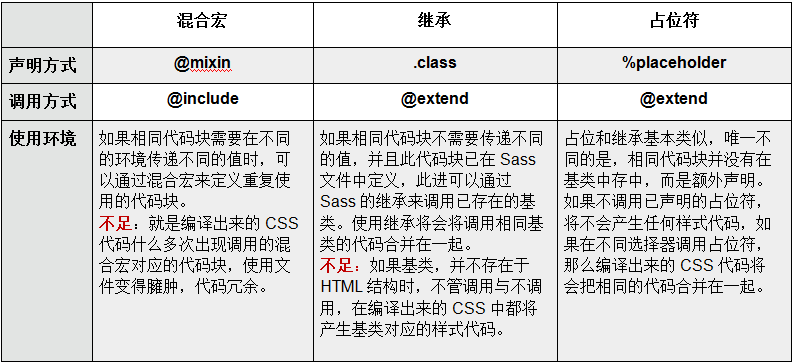 混合宏 继承 占位符
声明方式 @mixin .class %placeholder
调用方式 @include @extend @extend
使用环境
如果相同代码块需要在不同
的环境传递不同的值时，可
以通过混合宏来定义重复使
用的代码块。
不足：就是编译出来的 CSS
代码什么多次出现调用的混
合宏对应的代码块，使用文
件变得臃肿，代码冗余。
如果相同代码块不需要传递不同
的值，并且此代码块已在 Sass
文件中定义，此进可以通过
Sass 的继承来调用已存在的基
类。使用继承将会将调用相同基
类的代码合并在一起。
不足：如果基类，并不存在于
HTML 结构时，不管调用与不调
用，在编译出来的 CSS 中都将
产生基类对应的样式代码。
占位和继承基本类似，唯一不
同的是，相同代码块并没有在
基类中存中，而是额外声明。
如果不调用已声明的占位符，
将不会产生任何样式代码，如
果在不同选择器调用占位符，
那么编译出来的 CSS 代码将
会把相同的代码合并在一起。